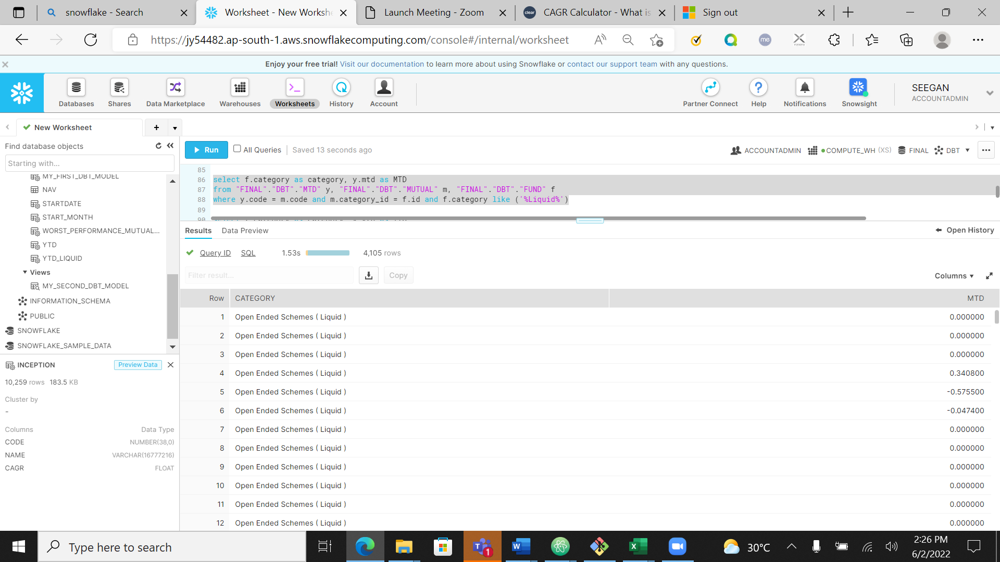 snowflake - Search
Worksheet - New Workshe
Launch Meeting - Zoom
CAGR Calculator - What is
Sign out
https://jy54482.ap-south-1.aws.snowflakecomputing.com/console#/internal/worksheet
me
Enjoy your free trial! Visit our documentation to learn more about using Snowflake or contact our support team with any questions.
Databases
Shares
Data Marketplace
Warehouses
Worksheets
History
Account
Partner Connect
Help
Notifications
Snowsight
SEEGAN
ACCOUNTADMIN
New Worksheet
Find database objects
Starting with...
MY_FIRST_DBT_MODEL
NAV
STARTDATE
START_MONTH
WORST_PERFORMANCE_MUTUAL...
YTD
YTD_LIQUID
Views
MY_SECOND_DBT_MODEL
INFORMATION_SCHEMA
PUBLIC
SNOWFLAKE
SNOWFLAKE_SAMPLE_DATA
INCEPTION
Preview Data
10,259 rows 183.5 KB
Cluster by
-
Columns Data Type
CODE NUMBER(38,0)
NAME VARCHAR(16777216)
CAGR FLOAT
Run
All Queries
Saved 13 seconds ago
ACCOUNTADMIN
COMPUTE_WH (XS)
FINAL
DBT
85
86 select f.category as category, y.mtd as MTD
87 from "FINAL"."DBT"."MTD" y, "FINAL"."DBT"."MUTUAL" m, "FINAL"."DBT"."FUND" f
88 where y.code = m.code and m.category_id = f.id and f.category like ('%Liquid%')
89
90
Results
Data Preview
Open History
Query ID SQL 1.53s 4,105 rows
Filter result...
Copy
Columns
Row CATEGORY MTD
1 Open Ended Schemes ( Liquid ) 0.000000
2 Open Ended Schemes ( Liquid ) 0.000000
3 Open Ended Schemes ( Liquid ) 0.000000
4 Open Ended Schemes ( Liquid ) 0.340800
5 Open Ended Schemes ( Liquid ) -0.575500
6 Open Ended Schemes ( Liquid ) -0.047400
7 Open Ended Schemes ( Liquid ) 0.000000
8 Open Ended Schemes ( Liquid ) 0.000000
9 Open Ended Schemes ( Liquid ) 0.000000
10 Open Ended Schemes ( Liquid ) 0.000000
11 Open Ended Schemes ( Liquid ) 0.000000
12 Open Ended Schemes ( Liquid ) 0.000000
Type here to search
30°C
2:26 PM
6/2/2022